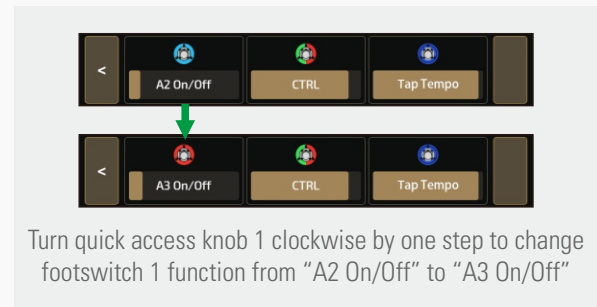 <
A2 On/Off CTRL Tap Tempo
<
A3 On/Off CTRL Tap Tempo
Turn quick access knob 1 clockwise by one step to change
footswitch 1 function from “A2 On/Off” to “A3 On/Off”